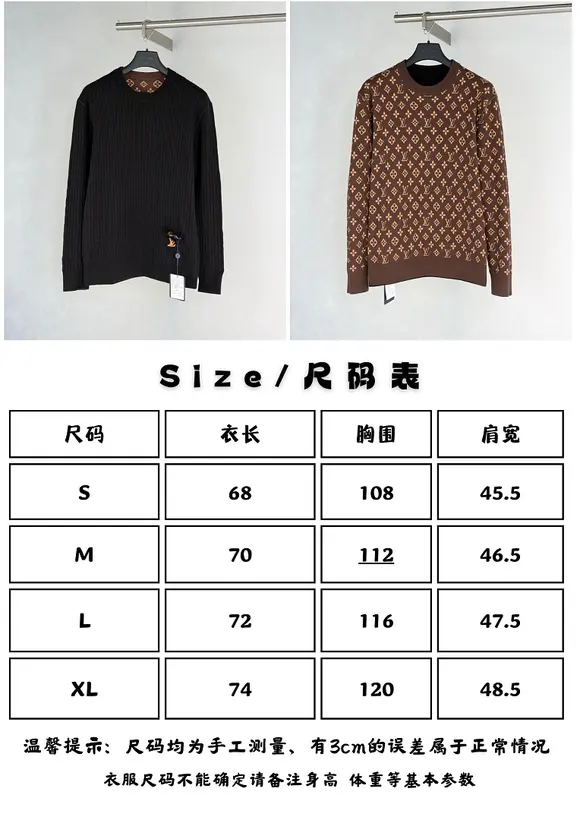 Size/尺码表
尺码 衣长 胸围 肩宽
S 68 108 45.5
M 70 112 46.5
L 72 116 47.5
XL 74 120 48.5
温馨提示：尺码均为手工测量、有3cm的误差属于正常情况
衣服尺码不能确定请备注身高 体重等基本参数